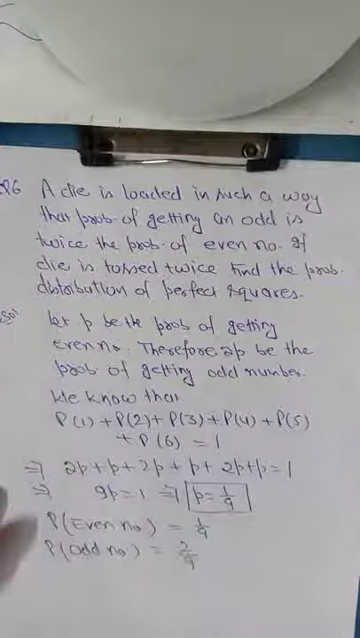 Q6 A die is loaded in such a way
that prob. of getting an odd is
twice the prob. of even no. If
die is tossed twice find the prob.
distribution of perfect squares.
Sol Let p be the prob of getting
even no. Therefore 2p be the
prob of getting odd number.
We know that
P(1) + P(2) + P(3) + P(4) + P(5)
+ P(6) = 1
⇒ 2p + p + 2p + p + 2p + p = 1
⇒ 9p = 1 ⇒ p = 1/9
P(Even no) = 1/9
P(Odd no) = 2/9